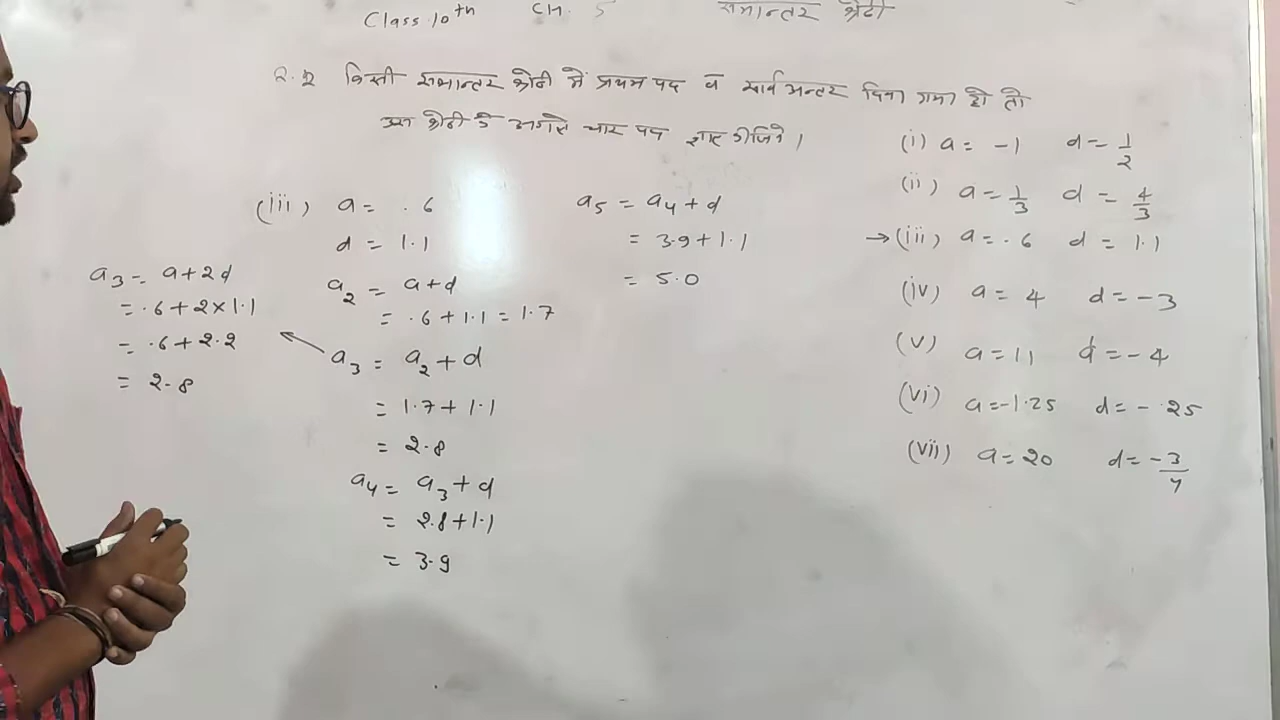 Class 10th CH. 5 समान्तर श्रेढी
Q. 2 किसी समान्तर श्रेढी में प्रथम पद व सार्व अन्तर दिया गया हो तो
उस श्रेढी के अगले चार पद ज्ञात कीजिये।
(iii) a = .6
d = 1.1
a2 = a+d
= .6 + 1.1 = 1.7
a3 = a2 + d
= 1.7 + 1.1
= 2.8
a4 = a3 + d
= 2.8 + 1.1
= 3.9
a3 = a + 2d
= .6 + 2 × 1.1
= .6 + 2.2
= 2.8
a5 = a4 + d
= 3.9 + 1.1
= 5.0
(i) a = -1 d = 1/2
(ii) a = 1/3 d = 4/3
→ (iii) a = .6 d = 1.1
(iv) a = 4 d = -3
(v) a = 11 d = -4
(vi) a = -1.25 d = - .25
(vii) a = 20 d = -3/4